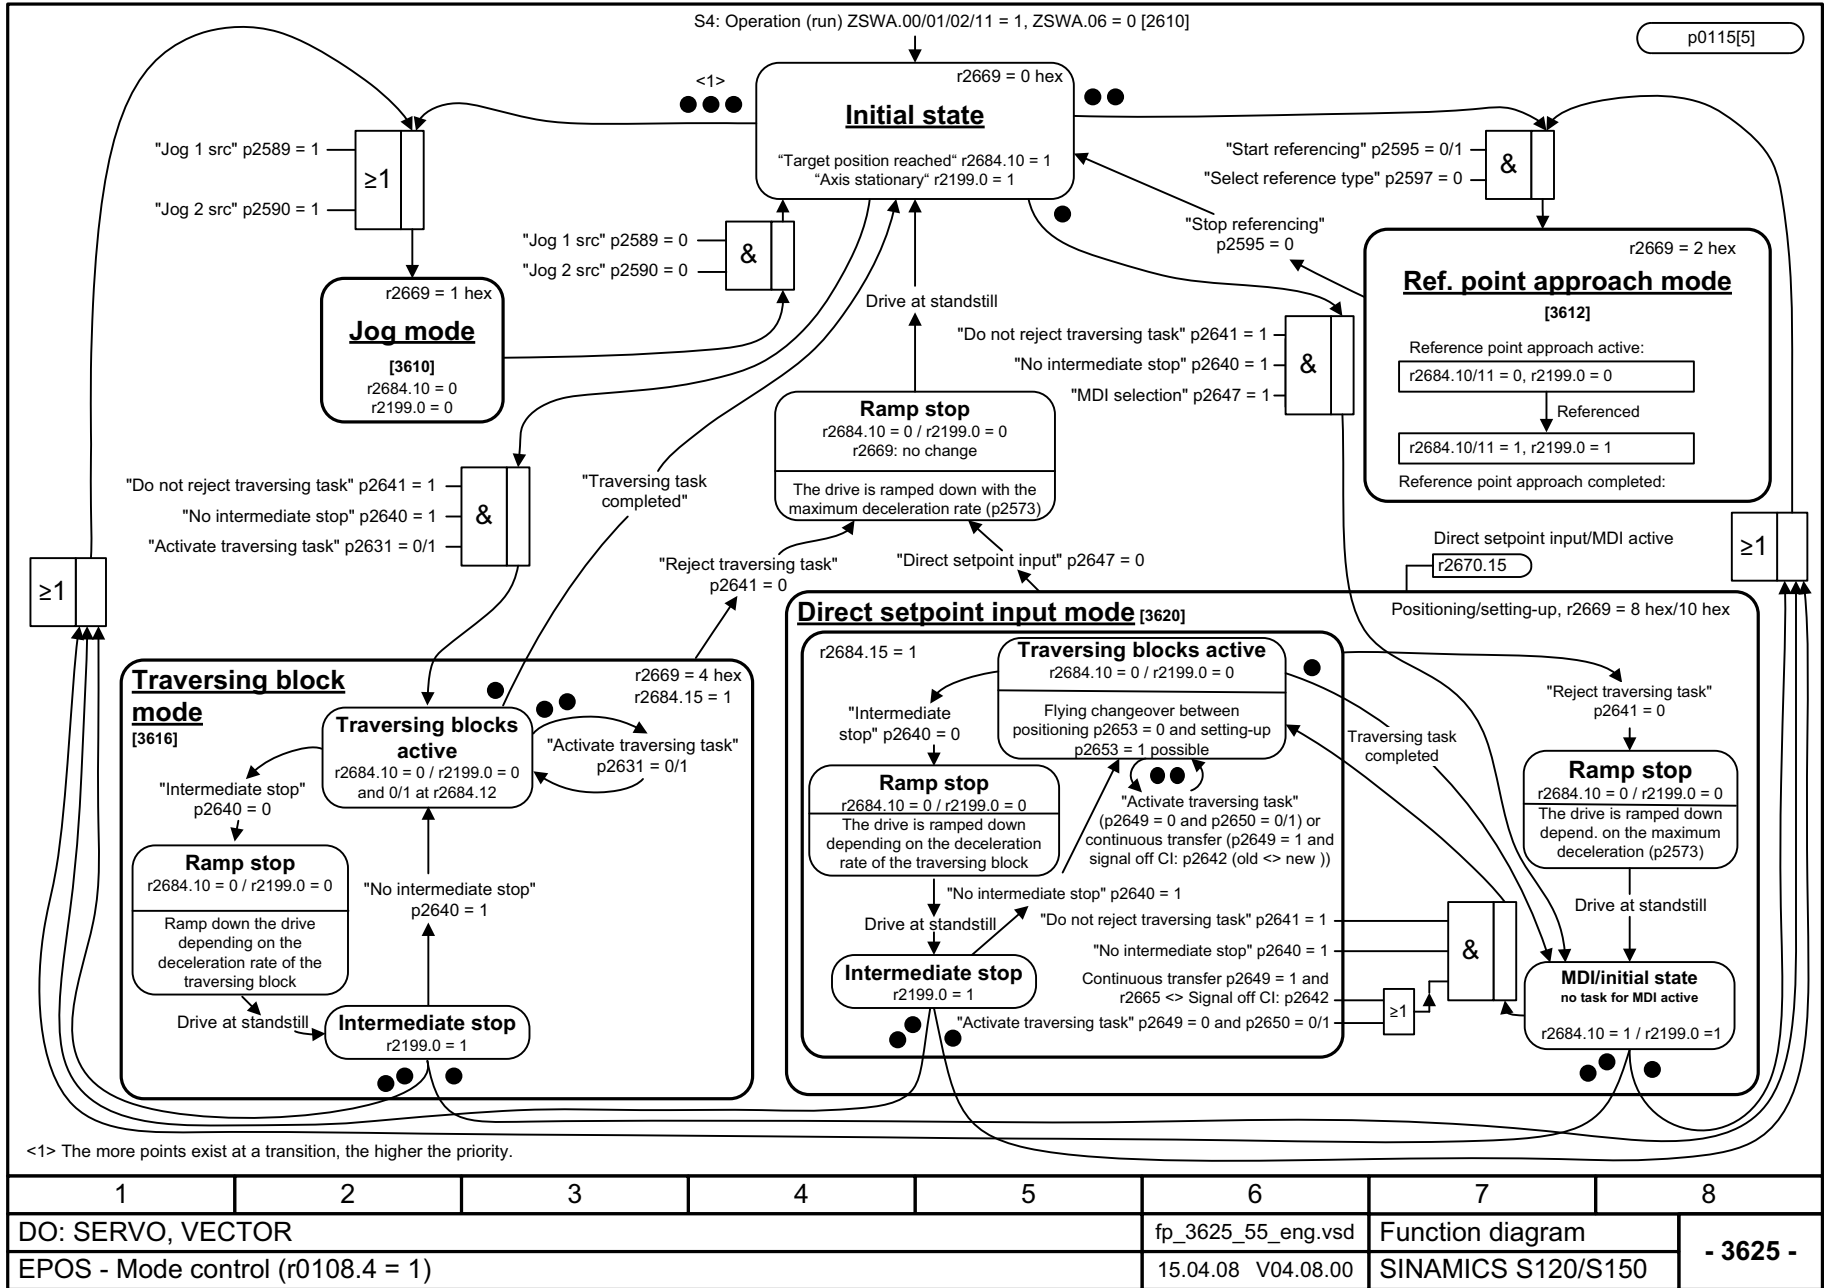 S4: Operation (run) ZSWA.00/01/02/11 = 1, ZSWA.06 = 0 [2610]
p0115[5]
<1>
r2669 = 0 hex
Initial state
“Target position reached“ r2684.10 = 1
“Axis stationary“ r2199.0 = 1
"Jog 1 src" p2589 = 1
≥1
"Jog 2 src" p2590 = 1
"Start referencing" p2595 = 0/1
&
"Select reference type" p2597 = 0
"Jog 1 src" p2589 = 0
&
"Jog 2 src" p2590 = 0
"Stop referencing"
p2595 = 0
r2669 = 1 hex
Jog mode
[3610]
r2684.10 = 0
r2199.0 = 0
r2669 = 2 hex
Ref. point approach mode
[3612]
Reference point approach active:
r2684.10/11 = 0, r2199.0 = 0
Referenced
r2684.10/11 = 1, r2199.0 = 1
Reference point approach completed:
Drive at standstill
"Do not reject traversing task" p2641 = 1
"No intermediate stop" p2640 = 1
&
"MDI selection" p2647 = 1
Ramp stop
r2684.10 = 0 / r2199.0 = 0
r2669: no change
The drive is ramped down with the
maximum deceleration rate (p2573)
"Do not reject traversing task" p2641 = 1
"No intermediate stop" p2640 = 1
&
"Activate traversing task" p2631 = 0/1
"Traversing task
completed"
"Reject traversing task"
p2641 = 0
"Direct setpoint input" p2647 = 0
Direct setpoint input/MDI active
r2670.15
≥1
≥1
Traversing block
mode
[3616]
r2669 = 4 hex
r2684.15 = 1
Traversing blocks
active
r2684.10 = 0 / r2199.0 = 0
and 0/1 at r2684.12
"Activate traversing task"
p2631 = 0/1
"Intermediate stop"
p2640 = 0
Ramp stop
r2684.10 = 0 / r2199.0 = 0
Ramp down the drive
depending on the
deceleration rate of the
traversing block
"No intermediate stop"
p2640 = 1
Drive at standstill
Intermediate stop
r2199.0 = 1
Direct setpoint input mode [3620]
Positioning/setting-up, r2669 = 8 hex/10 hex
r2684.15 = 1
Traversing blocks active
r2684.10 = 0 / r2199.0 = 0
Flying changeover between
positioning p2653 = 0 and setting-up
p2653 = 1 possible
"Intermediate
stop" p2640 = 0
Ramp stop
r2684.10 = 0 / r2199.0 = 0
The drive is ramped down
depending on the deceleration
rate of the traversing block
"Activate traversing task"
(p2649 = 0 and p2650 = 0/1) or
continuous transfer (p2649 = 1 and
signal off CI: p2642 (old <> new ))
"No intermediate stop" p2640 = 1
Drive at standstill
Intermediate stop
r2199.0 = 1
Traversing task
completed
"Reject traversing task"
p2641 = 0
Ramp stop
r2684.10 = 0 / r2199.0 = 0
The drive is ramped down
depend. on the maximum
deceleration (p2573)
Drive at standstill
"Do not reject traversing task" p2641 = 1
"No intermediate stop" p2640 = 1
&
Continuous transfer p2649 = 1 and
r2665 <> Signal off CI: p2642
≥1
"Activate traversing task" p2649 = 0 and p2650 = 0/1
MDI/initial state
no task for MDI active
r2684.10 = 1 / r2199.0 =1
<1> The more points exist at a transition, the higher the priority.
1 2 3 4 5 6 7 8
DO: SERVO, VECTOR
fp_3625_55_eng.vsd
Function diagram
- 3625 -
EPOS - Mode control (r0108.4 = 1)
15.04.08 V04.08.00
SINAMICS S120/S150